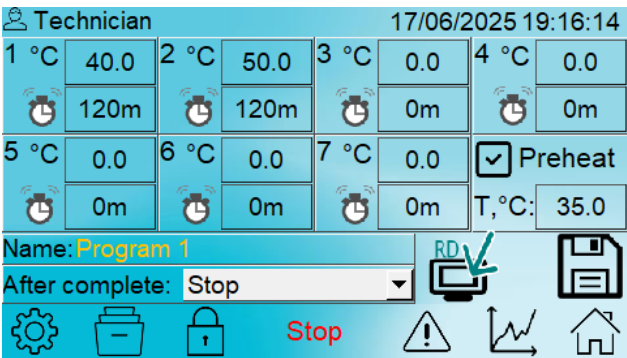 Technician 17/06/2025 19:16:14
1 °C 40.0 2 °C 50.0 3 °C 0.0 4 °C 0.0
120m 120m 0m 0m
5 °C 0.0 6 °C 0.0 7 °C 0.0 Preheat
0m 0m 0m T,°C: 35.0
Name: Program 1 RD
After complete: Stop
Stop